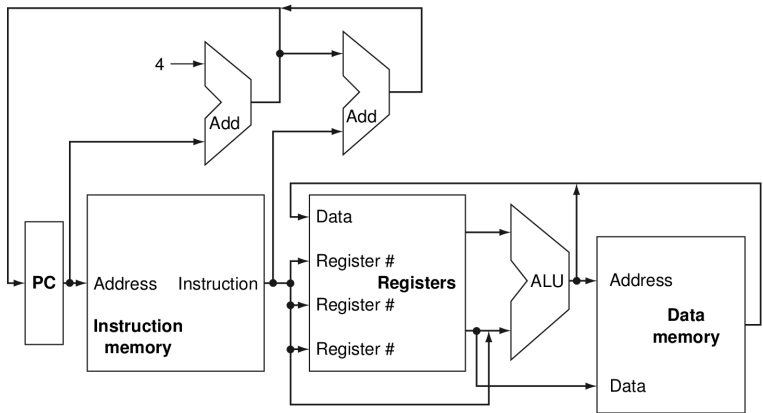 4
Add
Add
Data
Register #
PC
Address
Instruction
Registers
ALU
Address
Instruction
memory
Register #
Data
memory
Register #
Data